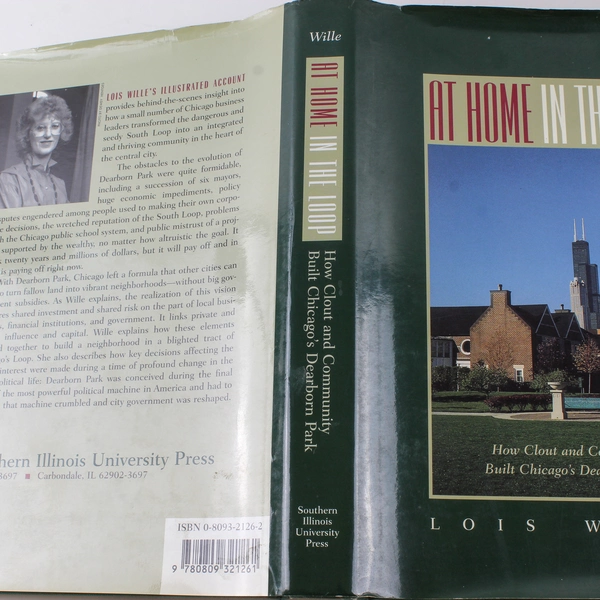 LOIS WILLE'S ILLUSTRATED ACCOUNT
provides behind-the-scenes insight into
how a small number of Chicago business
leaders transformed the dangerous and
seedy South Loop into an integrated
and thriving community in the heart of
the central city.
The obstacles to the evolution of
Dearborn Park were quite formidable,
including a succession of six mayors,
huge economic impediments, policy
putes engendered among people used to making their own corpo-
e decisions, the wretched reputation of the South Loop, problems
h the Chicago public school system, and public mistrust of a proj-
supported by the wealthy, no matter how altruistic the goal. It
twenty years and millions of dollars, but it will pay off and in
is paying off right now.
With Dearborn Park, Chicago left a formula that other cities can
o turn fallow land into vibrant neighborhoods—without big gov-
ent subsidies. As Wille explains, the realization of this vision
res shared investment and shared risk on the part of local busi-
s, financial institutions, and government. It links private and
influence and capital. Wille explains how these elements
d together to build a neighborhood in a blighted tract of
o's Loop. She also describes how key decisions affecting the
interest were made during a time of profound change in the
olitical life: Dearborn Park was conceived during the final
the most powerful political machine in America and had to
that machine crumbled and city government was reshaped.
hern Illinois University Press
3697 ■ Carbondale, IL 62902-3697
ISBN 0-8093-2126-2
9 780809 321261
Wille
AT HOME IN THE LOOP
How Clout and Community
Built Chicago's Dearborn Park
Southern
Illinois
University
Press
AT HOME IN TH
How Clout and Co
Built Chicago's Dea
LOIS W